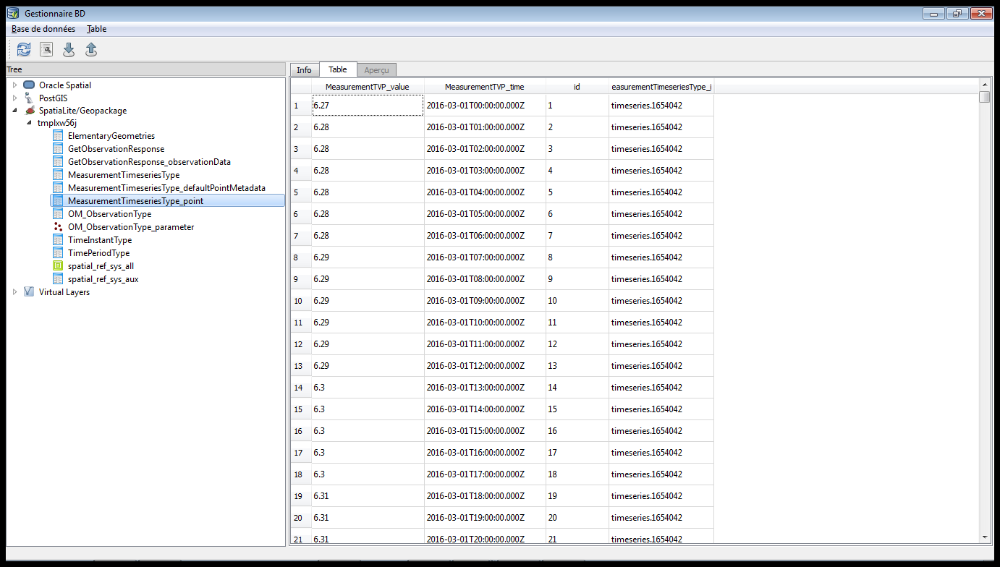 Gestionnaire BD
Base de données Table
Tree
Oracle Spatial
PostGIS
SpatiaLite/Geopackage
tmplxw56j
ElementaryGeometries
GetObservationResponse
GetObservationResponse_observationData
MeasurementTimeseriesType
MeasurementTimeseriesType_defaultPointMetadata
MeasurementTimeseriesType_point
OM_ObservationType
OM_ObservationType_parameter
TimeInstantType
TimePeriodType
spatial_ref_sys_all
spatial_ref_sys_aux
Virtual Layers
Info Table Aperçu
MeasurementTVP_value MeasurementTVP_time id easurementTimeseriesType_i
1 6.27 2016-03-01T00:00:00.000Z 1 timeseries.1654042
2 6.28 2016-03-01T01:00:00.000Z 2 timeseries.1654042
3 6.28 2016-03-01T02:00:00.000Z 3 timeseries.1654042
4 6.28 2016-03-01T03:00:00.000Z 4 timeseries.1654042
5 6.28 2016-03-01T04:00:00.000Z 5 timeseries.1654042
6 6.28 2016-03-01T05:00:00.000Z 6 timeseries.1654042
7 6.28 2016-03-01T06:00:00.000Z 7 timeseries.1654042
8 6.29 2016-03-01T07:00:00.000Z 8 timeseries.1654042
9 6.29 2016-03-01T08:00:00.000Z 9 timeseries.1654042
10 6.29 2016-03-01T09:00:00.000Z 10 timeseries.1654042
11 6.29 2016-03-01T10:00:00.000Z 11 timeseries.1654042
12 6.29 2016-03-01T11:00:00.000Z 12 timeseries.1654042
13 6.29 2016-03-01T12:00:00.000Z 13 timeseries.1654042
14 6.3 2016-03-01T13:00:00.000Z 14 timeseries.1654042
15 6.3 2016-03-01T14:00:00.000Z 15 timeseries.1654042
16 6.3 2016-03-01T15:00:00.000Z 16 timeseries.1654042
17 6.3 2016-03-01T16:00:00.000Z 17 timeseries.1654042
18 6.3 2016-03-01T17:00:00.000Z 18 timeseries.1654042
19 6.31 2016-03-01T18:00:00.000Z 19 timeseries.1654042
20 6.31 2016-03-01T19:00:00.000Z 20 timeseries.1654042
21 6.31 2016-03-01T20:00:00.000Z 21 timeseries.1654042